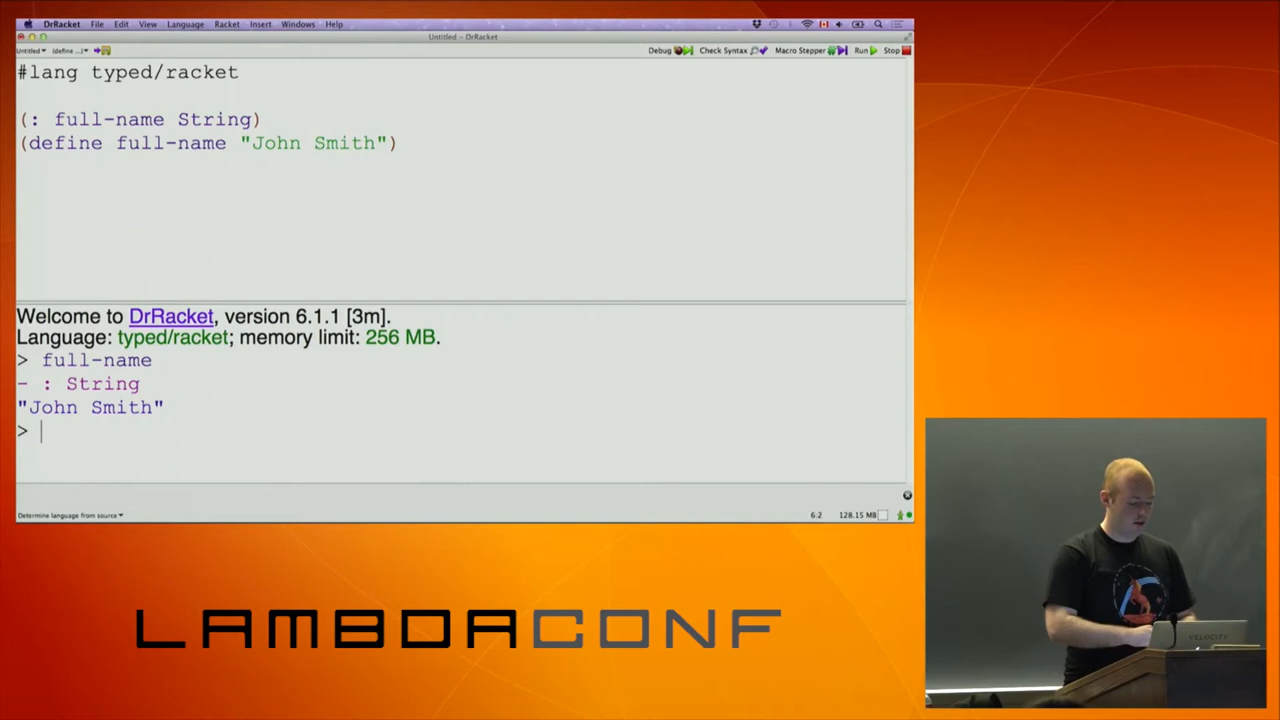 DrRacket File Edit View Language Racket Insert Windows Help
Untitled – DrRacket
Untitled (define ...) Debug Check Syntax Macro Stepper Run Stop
#lang typed/racket
(: full-name String)
(define full-name "John Smith")
Welcome to DrRacket, version 6.1.1 [3m].
Language: typed/racket; memory limit: 256 MB.
> full-name
- : String
"John Smith"
>
Determine language from source 6:2 128.15 MB
LAMBDACONF
VELOCITY